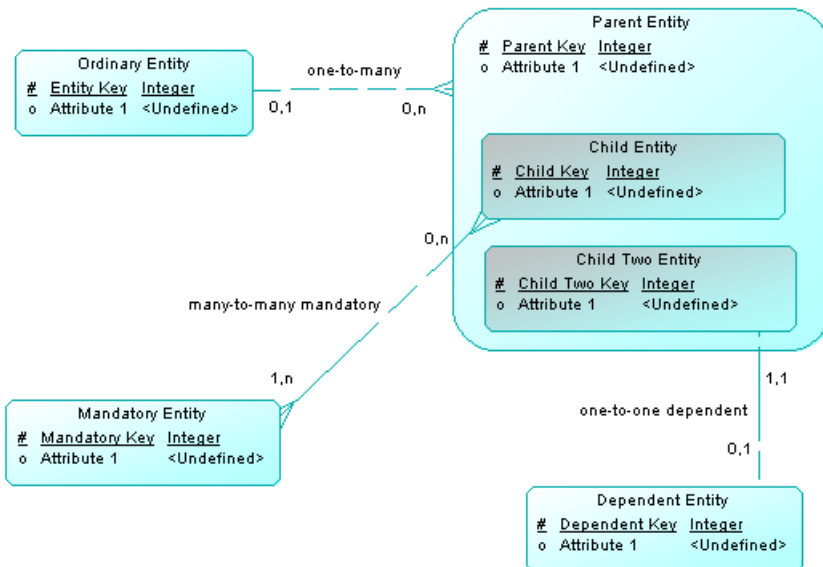 Parent Entity
# Parent Key Integer
o Attribute 1 <Undefined>
Ordinary Entity
# Entity Key Integer
o Attribute 1 <Undefined>
one-to-many
0,1
0,n
Child Entity
# Child Key Integer
o Attribute 1 <Undefined>
0,n
Child Two Entity
# Child Two Key Integer
o Attribute 1 <Undefined>
many-to-many mandatory
1,n
1,1
one-to-one dependent
0,1
Mandatory Entity
# Mandatory Key Integer
o Attribute 1 <Undefined>
Dependent Entity
# Dependent Key Integer
o Attribute 1 <Undefined>